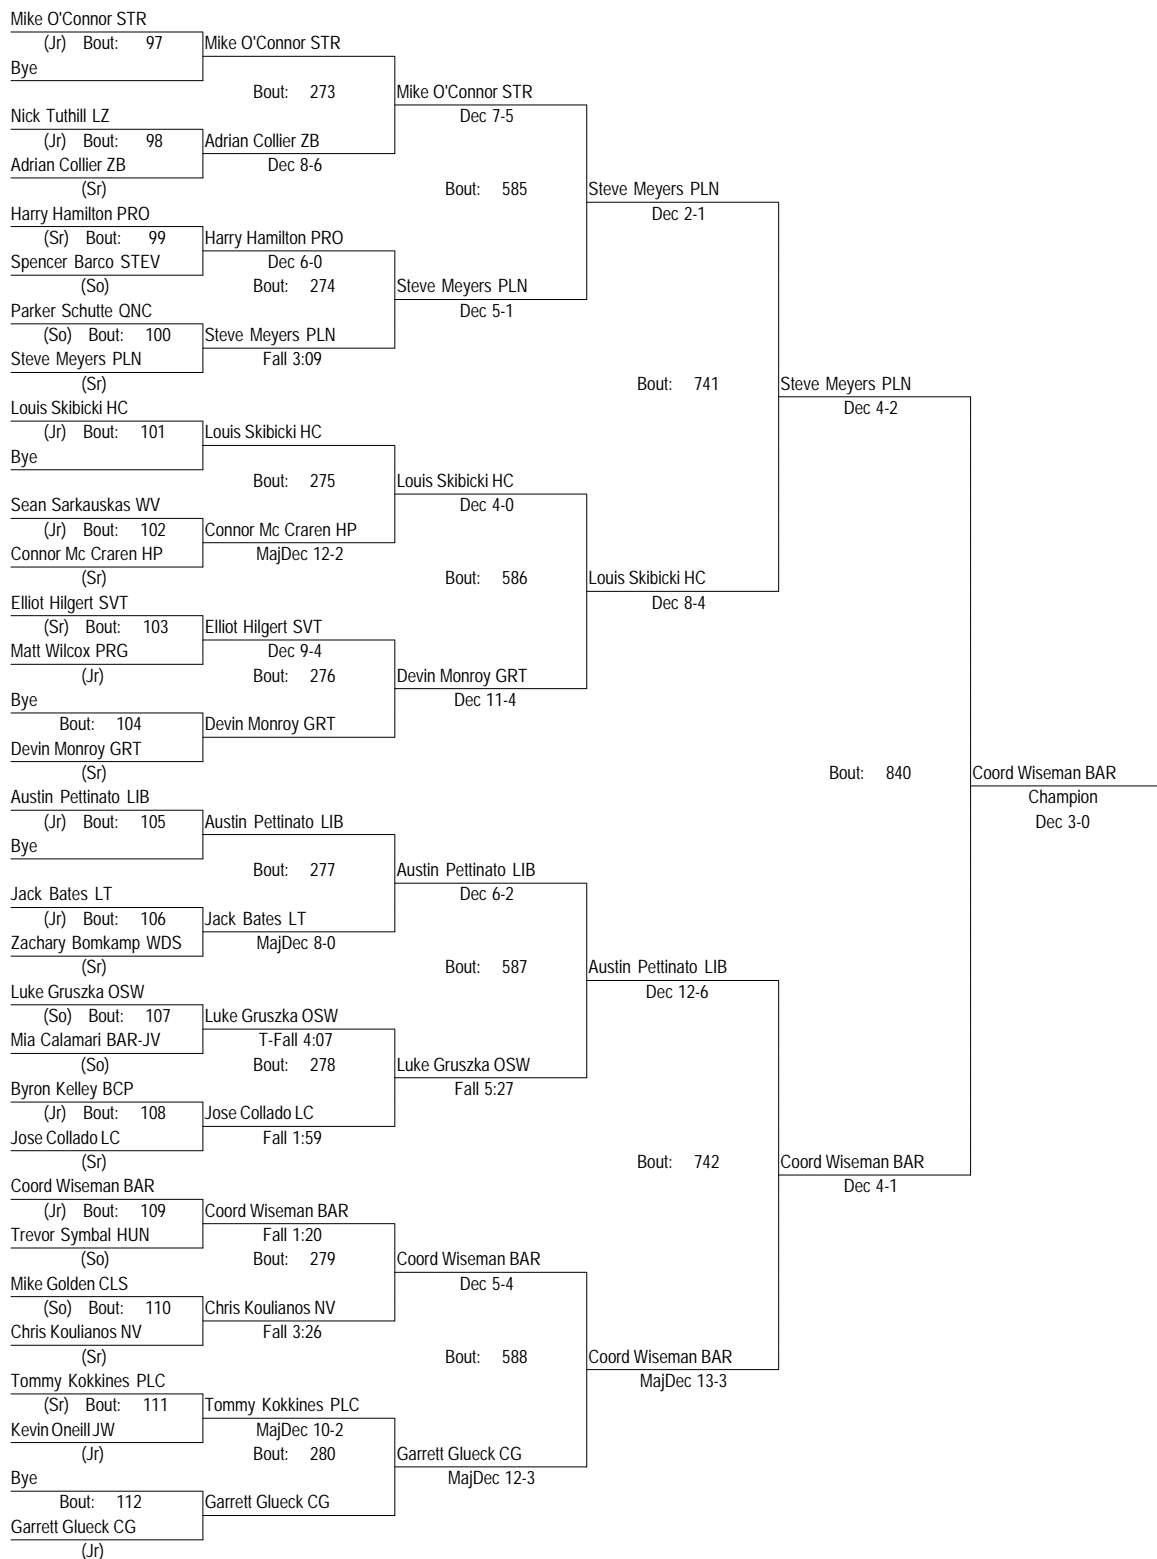 Mike O'Connor STR
(Jr) Bout: 97
Mike O'Connor STR
Bye
Bout: 273
Mike O'Connor STR
Nick Tuthill LZ
Dec 7-5
(Jr) Bout: 98
Adrian Collier ZB
Adrian Collier ZB
Dec 8-6
(Sr)
Bout: 585
Steve Meyers PLN
Harry Hamilton PRO
Dec 2-1
(Sr) Bout: 99
Harry Hamilton PRO
Spencer Barco STEV
Dec 6-0
(So)
Bout: 274
Steve Meyers PLN
Parker Schutte QNC
Dec 5-1
(So) Bout: 100
Steve Meyers PLN
Steve Meyers PLN
Fall 3:09
(Sr)
Bout: 741
Steve Meyers PLN
Louis Skibicki HC
Dec 4-2
(Jr) Bout: 101
Louis Skibicki HC
Bye
Bout: 275
Louis Skibicki HC
Sean Sarkauskas WV
Dec 4-0
(Jr) Bout: 102
Connor Mc Craren HP
Connor Mc Craren HP
MajDec 12-2
(Sr)
Bout: 586
Louis Skibicki HC
Elliot Hilgert SVT
Dec 8-4
(Sr) Bout: 103
Elliot Hilgert SVT
Matt Wilcox PRG
Dec 9-4
(Jr)
Bout: 276
Devin Monroy GRT
Bye
Dec 11-4
Bout: 104
Devin Monroy GRT
Devin Monroy GRT
(Sr)
Bout: 840
Coord Wiseman BAR
Austin Pettinato LIB
Champion
(Jr) Bout: 105
Austin Pettinato LIB
Dec 3-0
Bye
Bout: 277
Austin Pettinato LIB
Jack Bates LT
Dec 6-2
(Jr) Bout: 106
Jack Bates LT
Zachary Bomkamp WDS
MajDec 8-0
(Sr)
Bout: 587
Austin Pettinato LIB
Luke Gruszka OSW
Dec 12-6
(So) Bout: 107
Luke Gruszka OSW
Mia Calamari BAR-JV
T-Fall 4:07
(So)
Bout: 278
Luke Gruszka OSW
Byron Kelley BCP
Fall 5:27
(Jr) Bout: 108
Jose Collado LC
Jose Collado LC
Fall 1:59
(Sr)
Bout: 742
Coord Wiseman BAR
Coord Wiseman BAR
Dec 4-1
(Jr) Bout: 109
Coord Wiseman BAR
Trevor Symbal HUN
Fall 1:20
(So)
Bout: 279
Coord Wiseman BAR
Mike Golden CLS
Dec 5-4
(So) Bout: 110
Chris Koulianos NV
Chris Koulianos NV
Fall 3:26
(Sr)
Bout: 588
Coord Wiseman BAR
Tommy Kokkines PLC
MajDec 13-3
(Sr) Bout: 111
Tommy Kokkines PLC
Kevin Oneill JW
MajDec 10-2
(Jr)
Bout: 280
Garrett Glueck CG
Bye
MajDec 12-3
Bout: 112
Garrett Glueck CG
Garrett Glueck CG
(Jr)